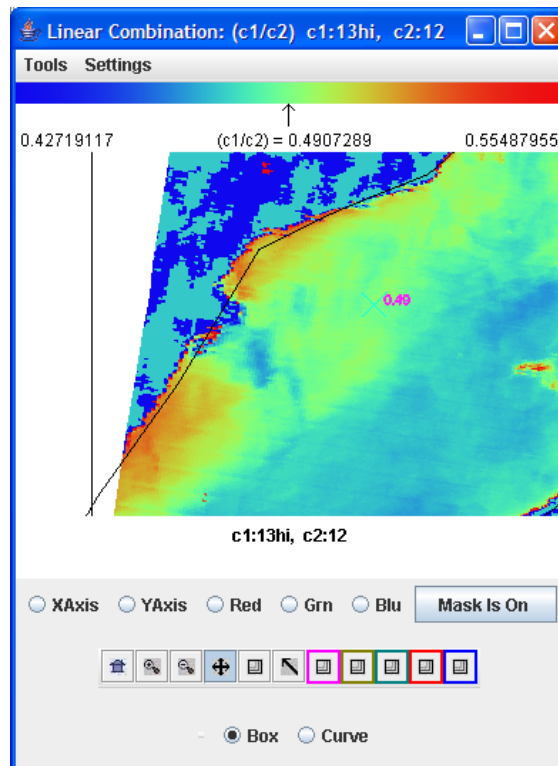 Linear Combination: (c1/c2) c1:13hi, c2:12
Tools Settings
0.42719117 (c1/c2) = 0.4907289 0.55487955
0.49
c1:13hi, c2:12
XAxis YAxis Red Grn Blu Mask Is On
Box Curve